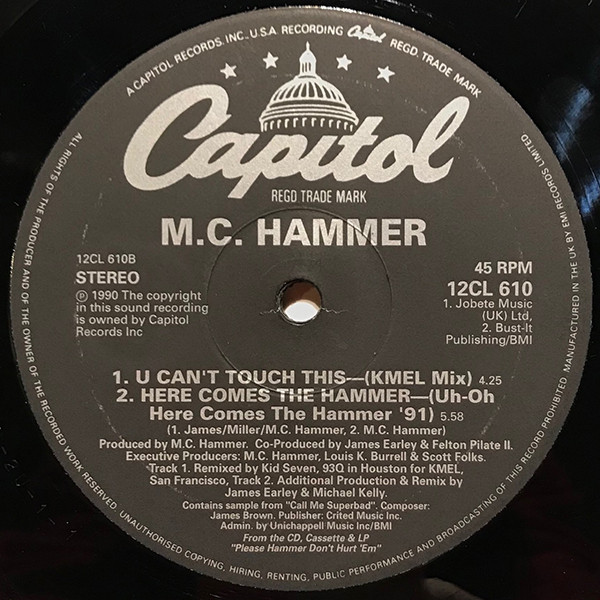 A CAPITOL RECORDS, INC., U.S.A. RECORDING Capitol REGD. TRADE MARK
Capitol
REGD TRADE MARK
M.C. HAMMER
12CL 610B
STEREO
℗ 1990 The copyright
in this sound recording
is owned by Capitol
Records Inc
45 RPM
12CL 610
1. Jobete Music
(UK) Ltd,
2. Bust-It
Publishing/BMI
1. U CAN'T TOUCH THIS—(KMEL Mix) 4.25
2. HERE COMES THE HAMMER—(Uh-Oh
Here Comes The Hammer '91) 5.58
(1. James/Miller/M.C. Hammer, 2. M.C. Hammer)
Produced by M.C. Hammer. Co-Produced by James Earley & Felton Pilate II.
Executive Producers: M.C. Hammer, Louis K. Burrell & Scott Folks.
Track 1. Remixed by Kid Seven, 93Q in Houston for KMEL,
San Francisco, Track 2. Additional Production & Remix by
James Earley & Michael Kelly.
Contains sample from "Call Me Superbad". Composer:
James Brown. Publisher: Crited Music Inc.
Admin. by Unichappell Music Inc/BMI
From the CD, Cassette & LP
"Please Hammer Don't Hurt 'Em"
ALL RIGHTS OF THE PRODUCER AND OF THE OWNER OF THE RECORDED WORK RESERVED. UNAUTHORISED COPYING, HIRING, RENTING, PUBLIC PERFORMANCE AND BROADCASTING OF THIS RECORD PROHIBITED. MANUFACTURED IN THE UK BY EMI RECORDS LIMITED